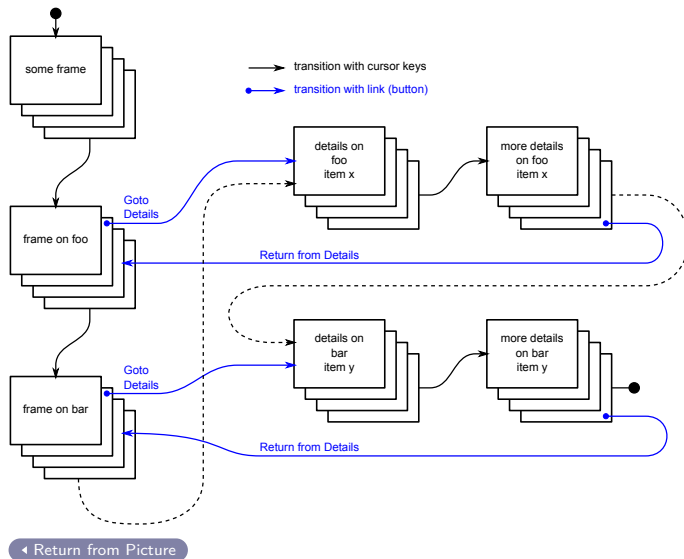 some frame
transition with cursor keys
transition with link (button)
details on
foo
item x
more details
on foo
item x
Goto
Details
frame on foo
Return from Details
details on
bar
item y
more details
on bar
item y
Goto
Details
frame on bar
Return from Details
Return from Picture